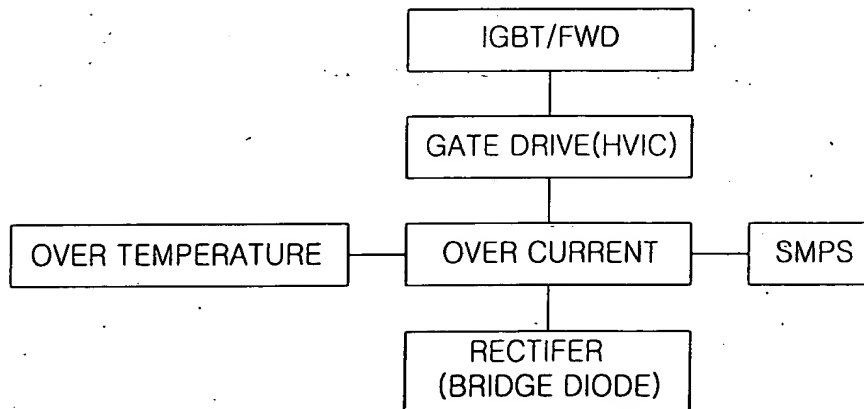 IGBT/FWD
GATE DRIVE(HVIC)
OVER TEMPERATURE
OVER CURRENT
SMPS
RECTIFER
(BRIDGE DIODE)